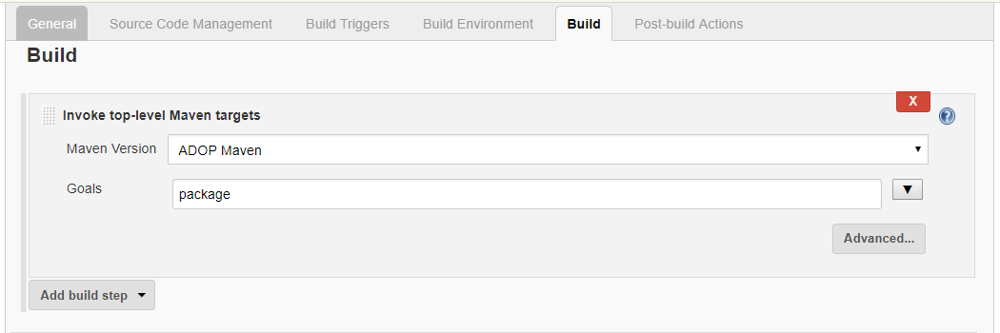 General Source Code Management Build Triggers Build Environment Build Post-build Actions
Build
X
Invoke top-level Maven targets ?
Maven Version ADOP Maven
Goals package
Advanced...
Add build step